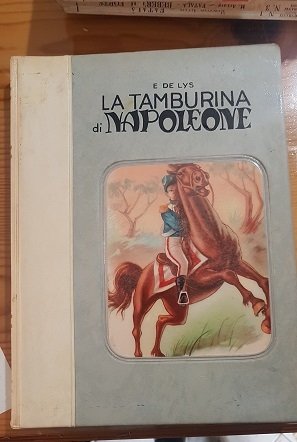 E DE LYS
LA TAMBURINA
di NAPOLEONE